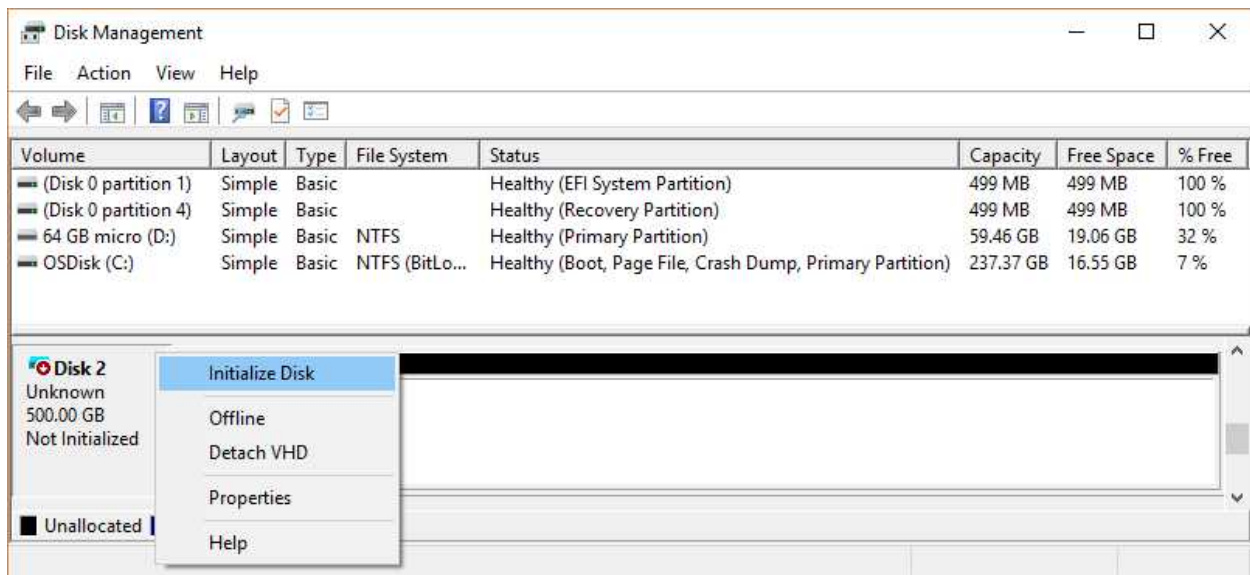 Disk Management
File Action View Help
Volume Layout Type File System Status Capacity Free Space % Free
(Disk 0 partition 1) Simple Basic Healthy (EFI System Partition) 499 MB 499 MB 100 %
(Disk 0 partition 4) Simple Basic Healthy (Recovery Partition) 499 MB 499 MB 100 %
64 GB micro (D:) Simple Basic NTFS Healthy (Primary Partition) 59.46 GB 19.06 GB 32 %
OSDisk (C:) Simple Basic NTFS (BitLo... Healthy (Boot, Page File, Crash Dump, Primary Partition) 237.37 GB 16.55 GB 7 %
Disk 2
Unknown
500.00 GB
Not Initialized
Initialize Disk
Offline
Detach VHD
Properties
Help
Unallocated